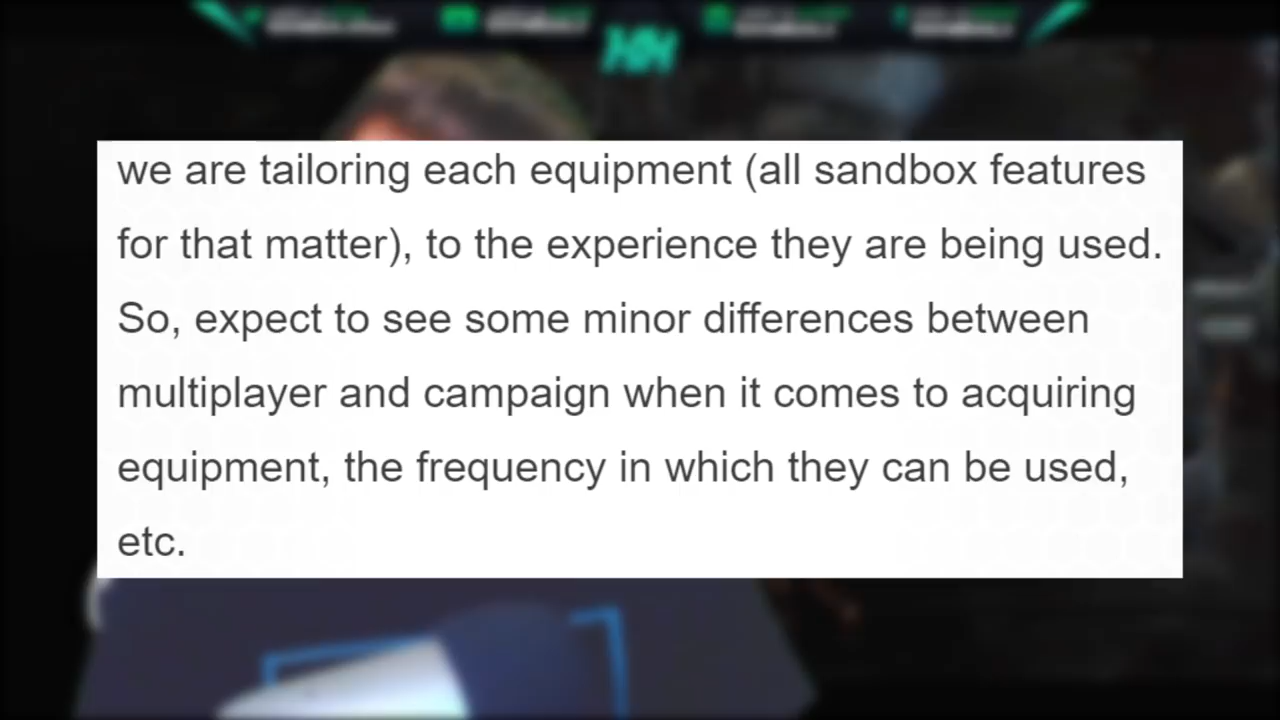 HH
we are tailoring each equipment (all sandbox features
for that matter), to the experience they are being used.
So, expect to see some minor differences between
multiplayer and campaign when it comes to acquiring
equipment, the frequency in which they can be used,
etc.